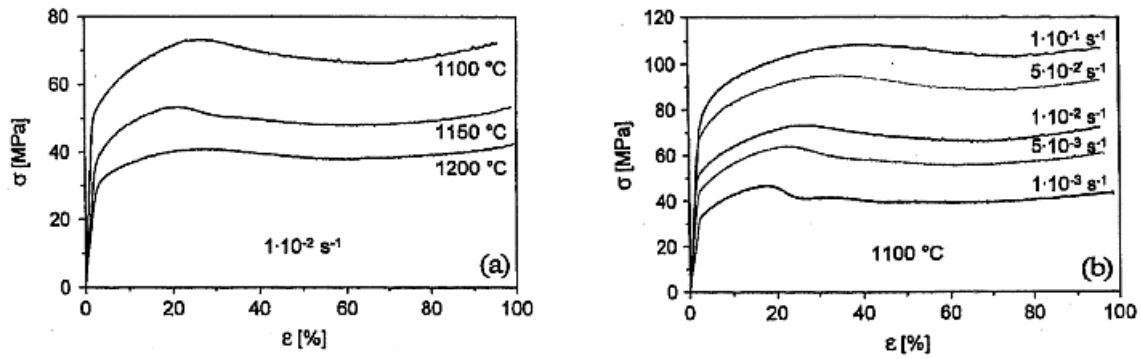 80
60
40
20
0
σ [MPa]
1100 °C
1150 °C
1200 °C
1·10⁻² s⁻¹
(a)
0 20 40 60 80 100
ε [%]
120
100
80
60
40
20
0
σ [MPa]
1·10⁻¹ s⁻¹
5·10⁻² s⁻¹
1·10⁻² s⁻¹
5·10⁻³ s⁻¹
1·10⁻³ s⁻¹
1100 °C
(b)
0 20 40 60 80 100
ε [%]